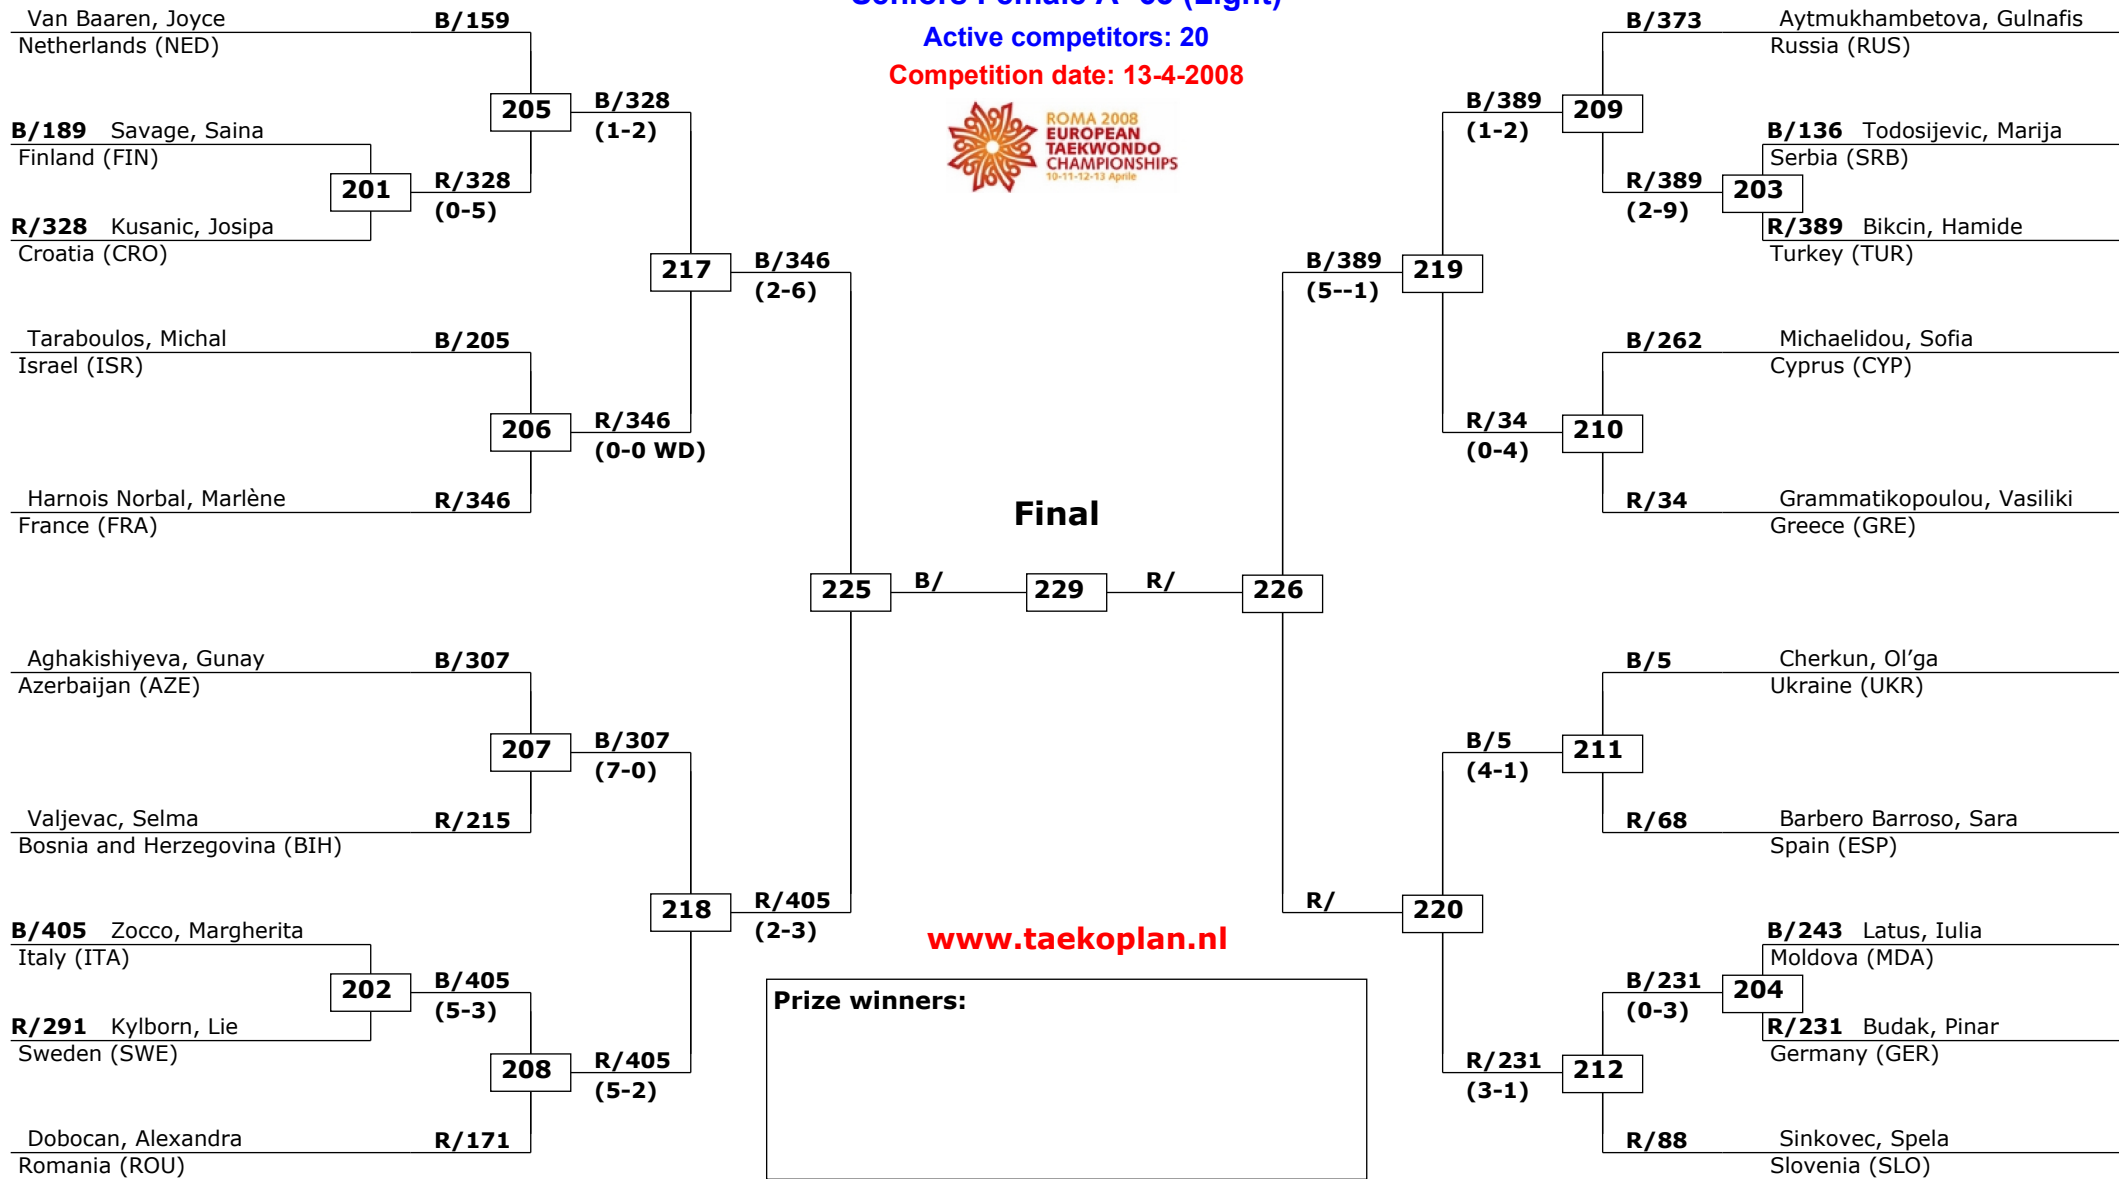 Seniors Female A -63 (Light)
Active competitors: 20
Competition date: 13-4-2008
ROMA 2008
EUROPEAN
TAEKWONDO
CHAMPIONSHIPS
10-11-12-13 Aprile
Van Baaren, Joyce B/159
Netherlands (NED)
205
B/328
(1-2)
B/189 Savage, Saina
Finland (FIN)
201
R/328
(0-5)
R/328 Kusanic, Josipa
Croatia (CRO)
217
B/346
(2-6)
Taraboulos, Michal B/205
Israel (ISR)
206
R/346
(0-0 WD)
Harnois Norbal, Marlène R/346
France (FRA)
225
B/
Aghakishiyeva, Gunay B/307
Azerbaijan (AZE)
207
B/307
(7-0)
Valjevac, Selma R/215
Bosnia and Herzegovina (BIH)
218
R/405
(2-3)
B/405 Zocco, Margherita
Italy (ITA)
202
B/405
(5-3)
R/291 Kylborn, Lie
Sweden (SWE)
208
R/405
(5-2)
Dobocan, Alexandra R/171
Romania (ROU)
Final
229
R/
226
B/373 Aytmukhambetova, Gulnafis
Russia (RUS)
B/389
(1-2)
209
B/136 Todosijevic, Marija
Serbia (SRB)
R/389
(2-9)
203
R/389 Bikcin, Hamide
Turkey (TUR)
B/389
(5--1)
219
B/262 Michaelidou, Sofia
Cyprus (CYP)
R/34
(0-4)
210
R/34 Grammatikopoulou, Vasiliki
Greece (GRE)
B/5 Cherkun, Ol'ga
Ukraine (UKR)
B/5
(4-1)
211
R/68 Barbero Barroso, Sara
Spain (ESP)
R/
220
B/243 Latus, Iulia
Moldova (MDA)
B/231
(0-3)
204
R/231 Budak, Pinar
Germany (GER)
R/231
(3-1)
212
R/88 Sinkovec, Spela
Slovenia (SLO)
www.taekoplan.nl
Prize winners: